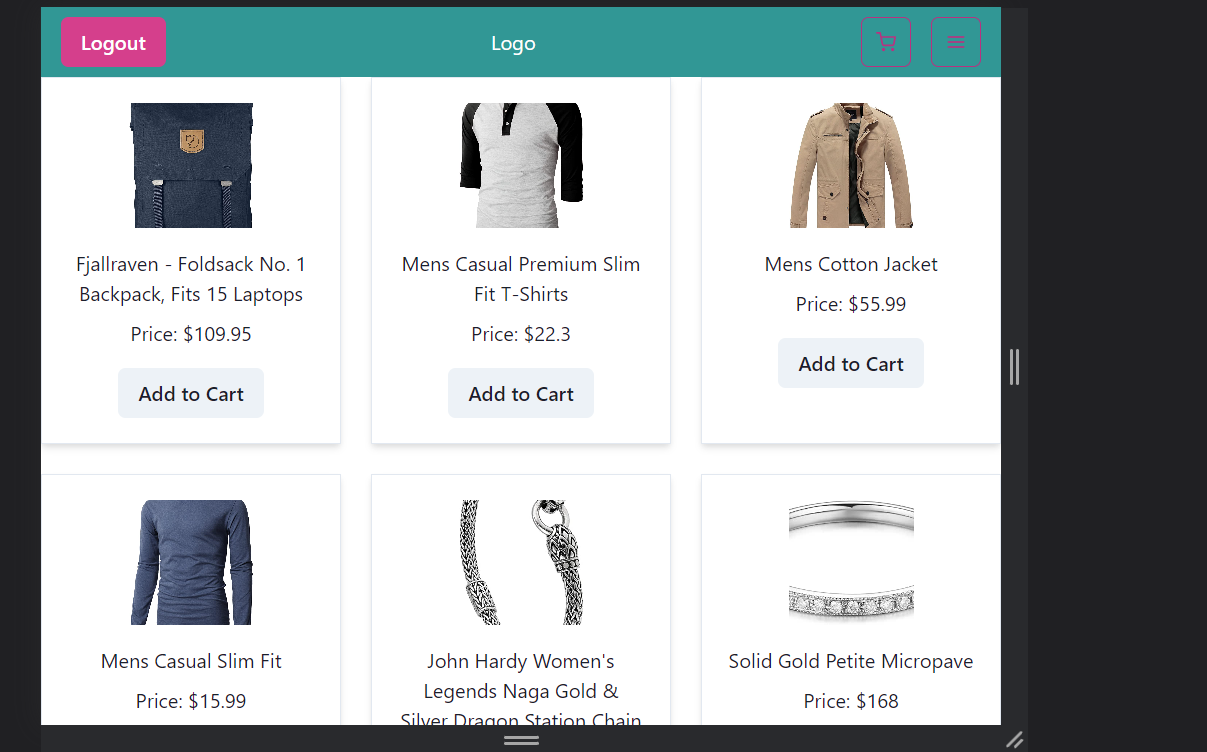 Logout
Logo
Fjallraven - Foldsack No. 1
Backpack, Fits 15 Laptops
Price: $109.95
Add to Cart
Mens Casual Premium Slim
Fit T-Shirts
Price: $22.3
Add to Cart
Mens Cotton Jacket
Price: $55.99
Add to Cart
Mens Casual Slim Fit
Price: $15.99
John Hardy Women's
Legends Naga Gold &
Silver Dragon Station Chain
Solid Gold Petite Micropave
Price: $168